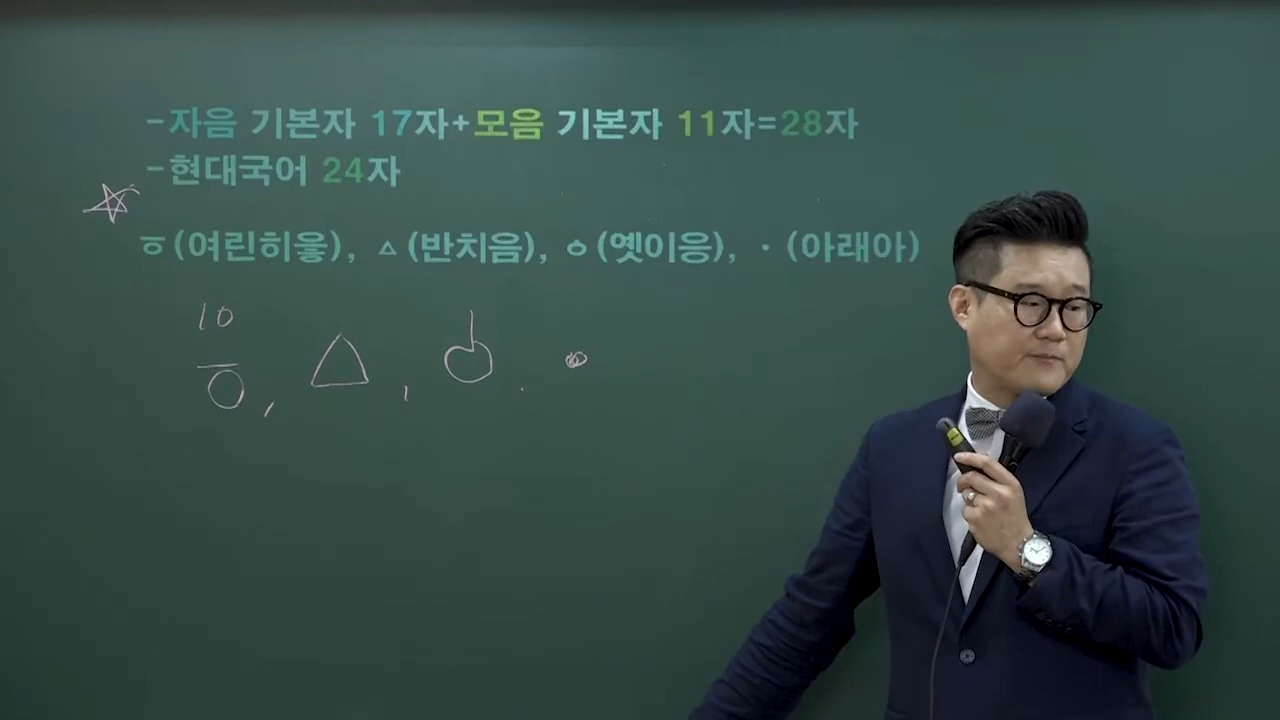 -자음 기본자 17자+모음 기본자 11자=28자
-현대국어 24자
ㆆ(여린히읗), ㅿ(반치음), ㆁ(옛이응), ㆍ(아래아)
10
ㆆ, ㅿ, ㆁ. ㆍ